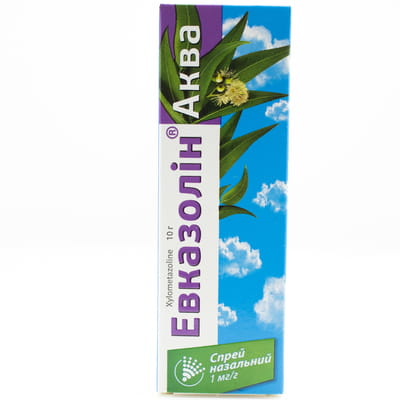 Евказолін® Аква
Xylometazoline 10 г
Спрей
назальний
1 мг/г